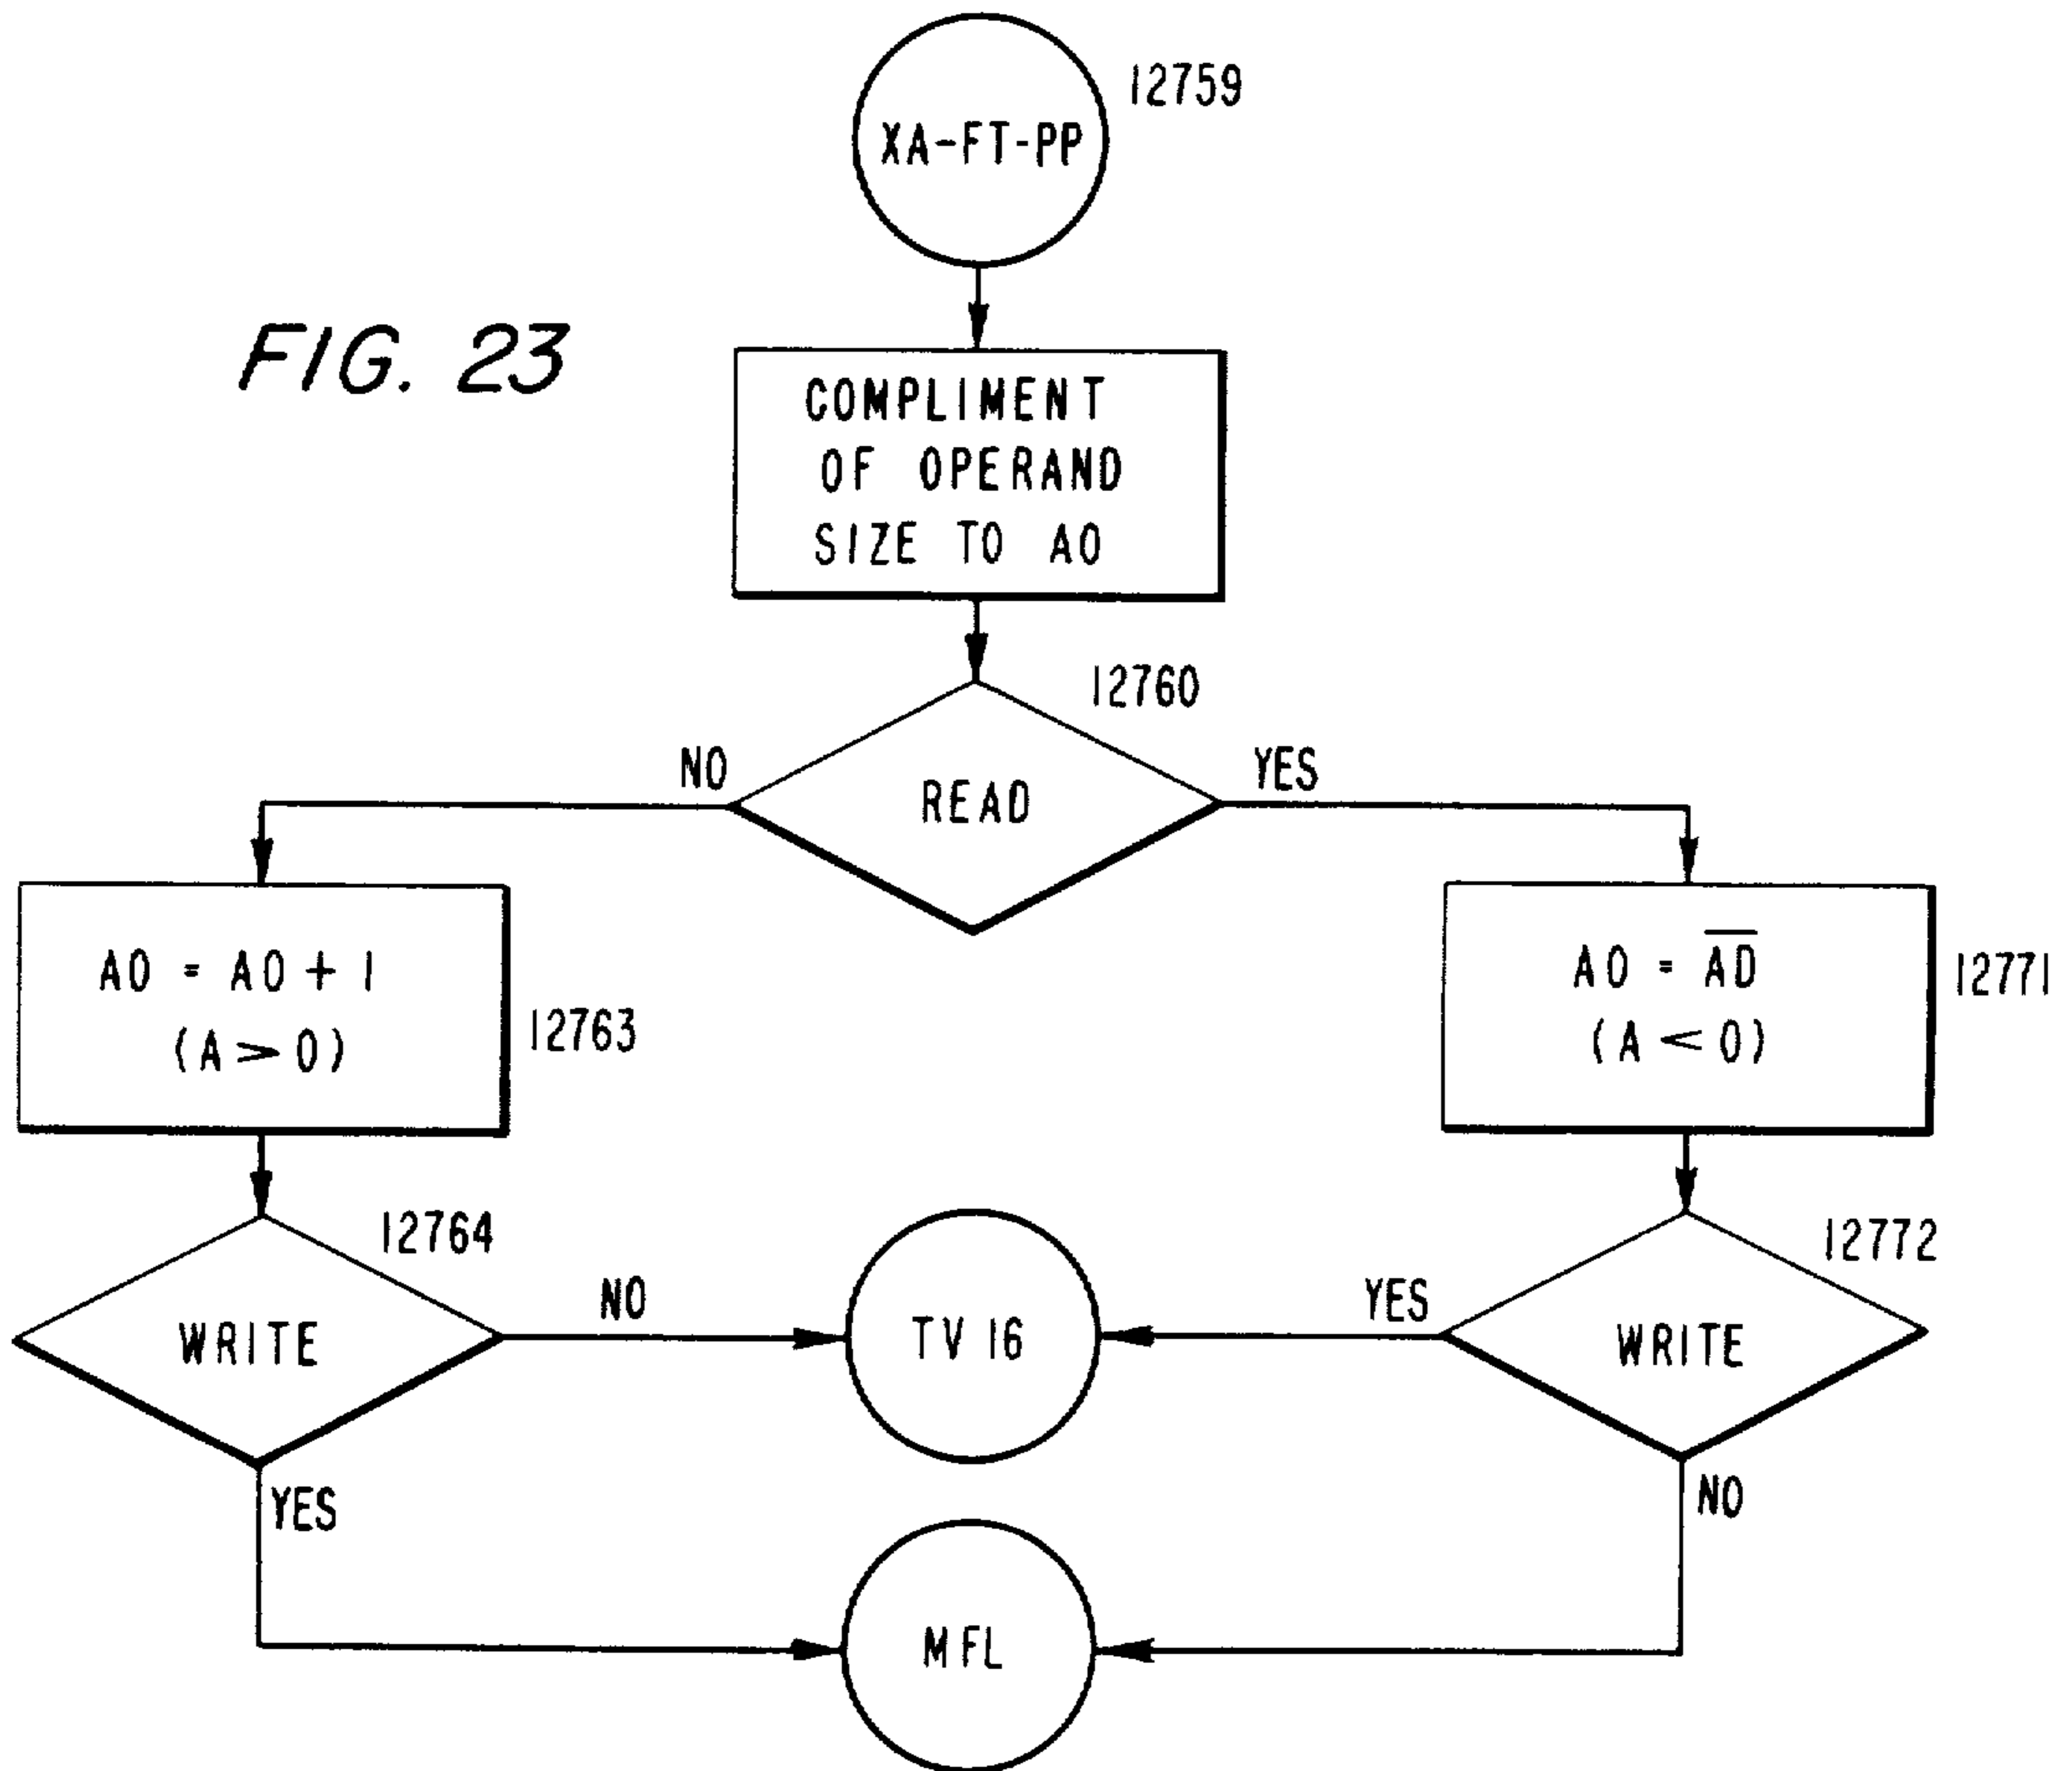 12759
XA-FT-PP
FIG. 23
COMPLIMENT
OF OPERAND
SIZE TO A0
12760
NO
READ
YES
A0 = A0 + 1
(A > 0)
12763
A0 = A̅0̅
(A < 0)
12771
12764
WRITE
NO
TV 16
YES
12772
WRITE
YES
NO
MFL